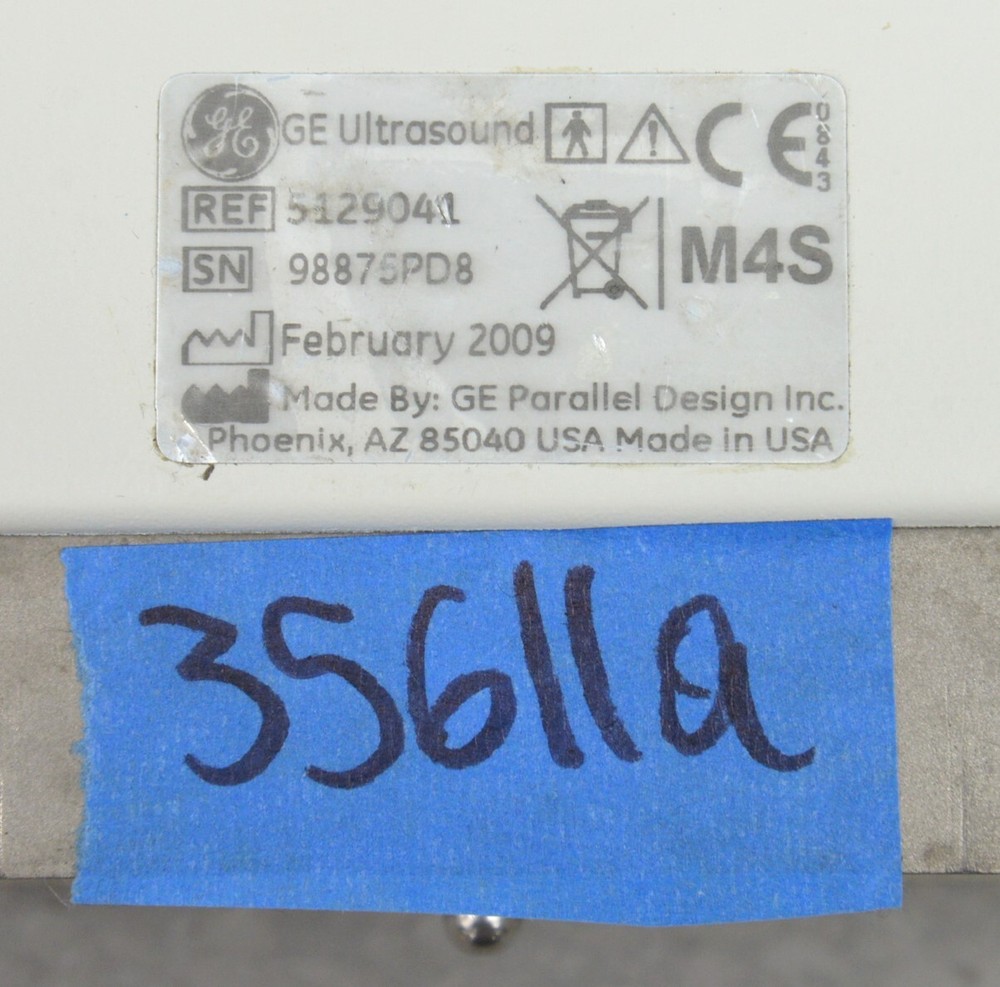 GE GE Ultrasound CE 0843
REF 5129041
SN 98875PD8
M4S
February 2009
Made By: GE Parallel Design Inc.
Phoenix, AZ 85040 USA Made in USA
35611a